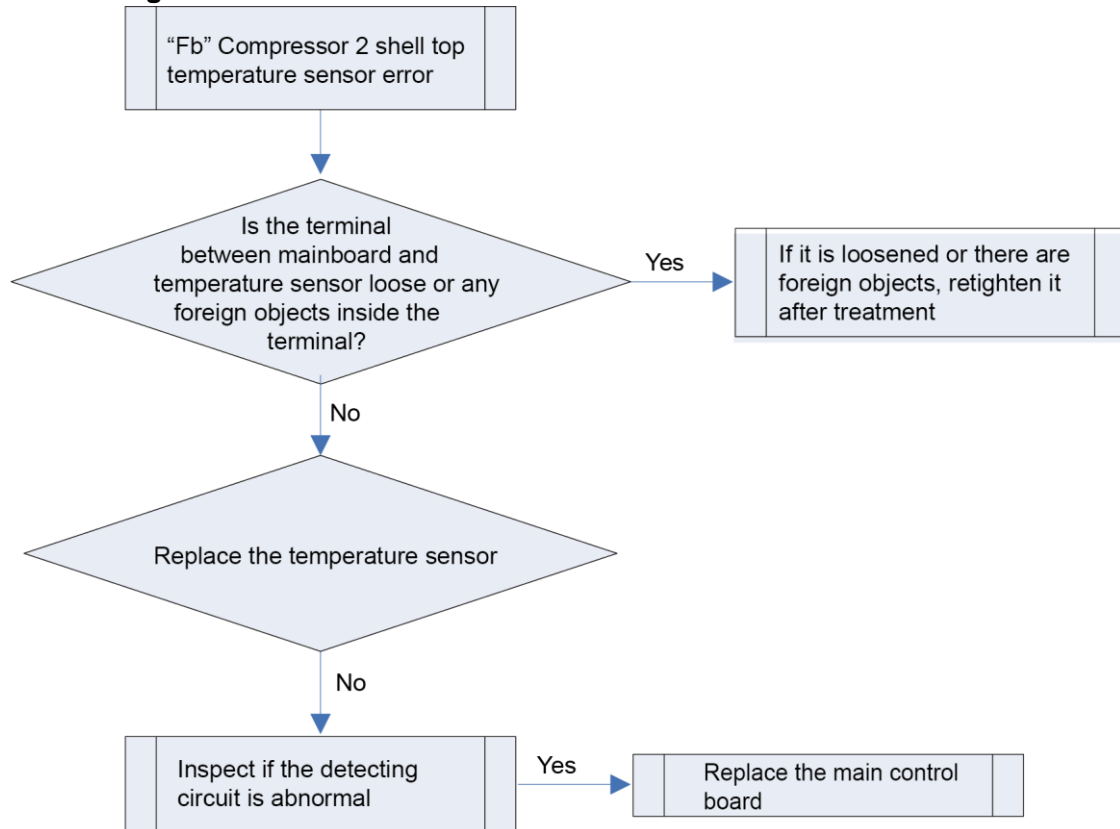 “Fb” Compressor 2 shell top
temperature sensor error
Is the terminal
between mainboard and
temperature sensor loose or any
foreign objects inside the
terminal?
Yes
If it is loosened or there are
foreign objects, retighten it
after treatment
No
Replace the temperature sensor
No
Inspect if the detecting
circuit is abnormal
Yes
Replace the main control
board